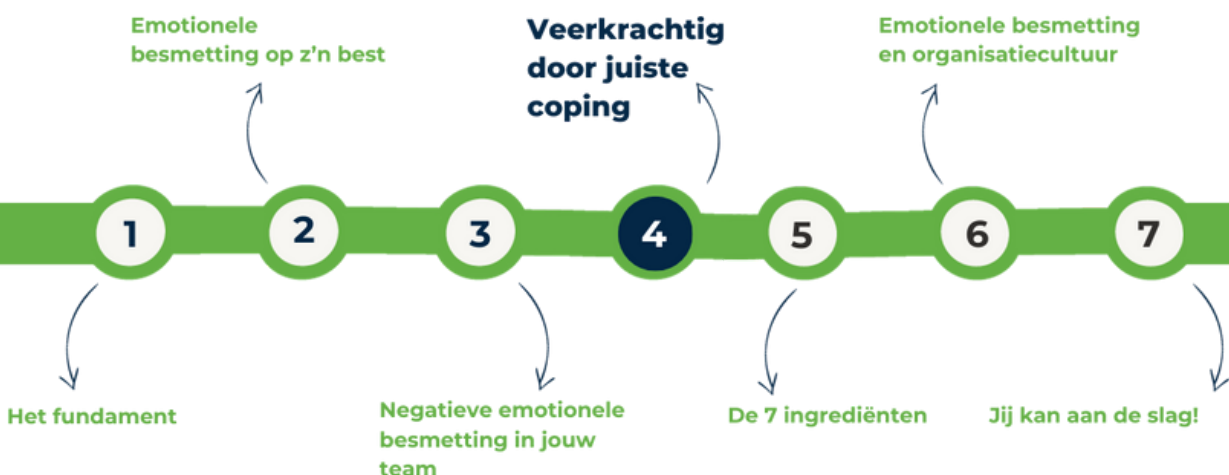 Emotionele
besmetting op z’n best
Veerkrachtig
door juiste
coping
Emotionele besmetting
en organisatiecultuur
1
2
3
4
5
6
7
Het fundament
Negatieve emotionele
besmetting in jouw
team
De 7 ingrediënten
Jij kan aan de slag!